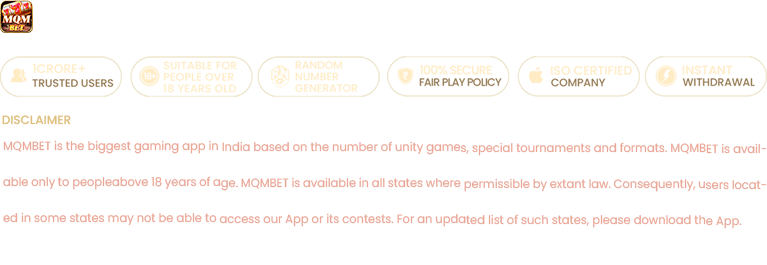 MQM
BET
1CRORE+
TRUSTED USERS
18+
SUITABLE FOR
PEOPLE OVER
18 YEARS OLD
RANDOM
NUMBER
GENERATOR
100% SECURE
FAIR PLAY POLICY
ISO CERTIFIED
COMPANY
INSTANT
WITHDRAWAL
DISCLAIMER
MQMBET is the biggest gaming app in India based on the number of unity games, special tournaments and formats. MQMBET is avail-
able only to peopleabove 18 years of age. MQMBET is available in all states where permissible by extant law. Consequently, users locat-
ed in some states may not be able to access our App or its contests. For an updated list of such states, please download the App.